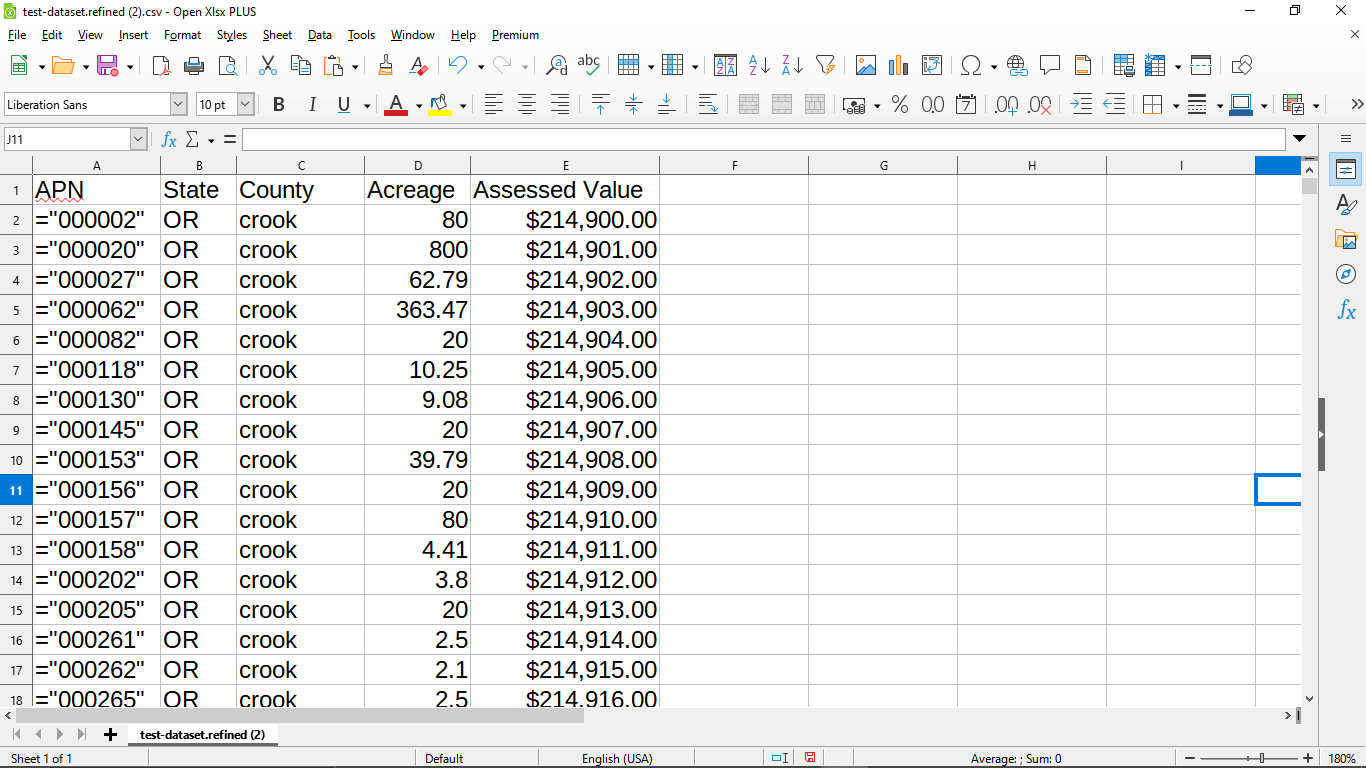 test-dataset.refined (2).csv - Open Xlsx PLUS
File Edit View Insert Format Styles Sheet Data Tools Window Help Premium
Liberation Sans 10 pt
J11
A B C D E F G H I
1 APN State County Acreage Assessed Value
2 ="000002" OR crook 80 $214,900.00
3 ="000020" OR crook 800 $214,901.00
4 ="000027" OR crook 62.79 $214,902.00
5 ="000062" OR crook 363.47 $214,903.00
6 ="000082" OR crook 20 $214,904.00
7 ="000118" OR crook 10.25 $214,905.00
8 ="000130" OR crook 9.08 $214,906.00
9 ="000145" OR crook 20 $214,907.00
10 ="000153" OR crook 39.79 $214,908.00
11 ="000156" OR crook 20 $214,909.00
12 ="000157" OR crook 80 $214,910.00
13 ="000158" OR crook 4.41 $214,911.00
14 ="000202" OR crook 3.8 $214,912.00
15 ="000205" OR crook 20 $214,913.00
16 ="000261" OR crook 2.5 $214,914.00
17 ="000262" OR crook 2.1 $214,915.00
18 ="000265" OR crook 2.5 $214,916.00
test-dataset.refined (2)
Sheet 1 of 1 Default English (USA) Average: ; Sum: 0 180%